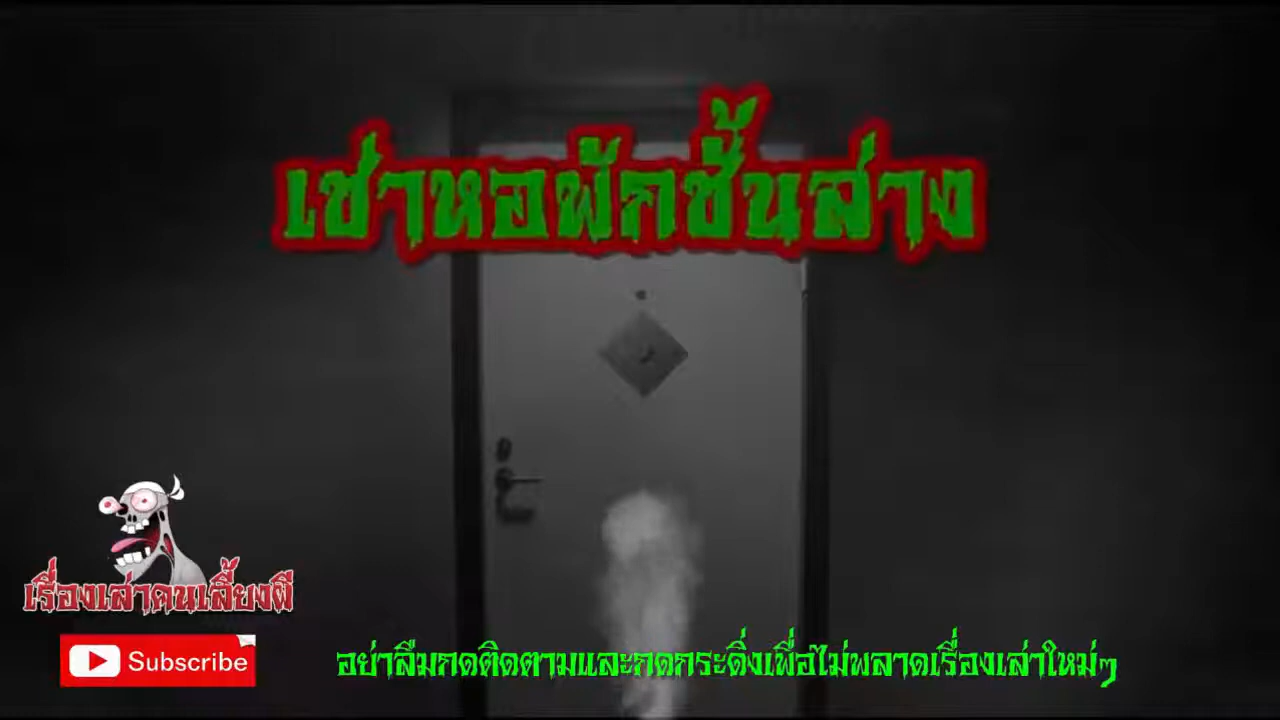 เช่าหอพักชั้นล่าง
เรื่องเล่าคนเลี้ยงผี
Subscribe
อย่าลืมกดติดตามและกดกระดิ่งเพื่อไม่พลาดเรื่องเล่าใหม่ๆ